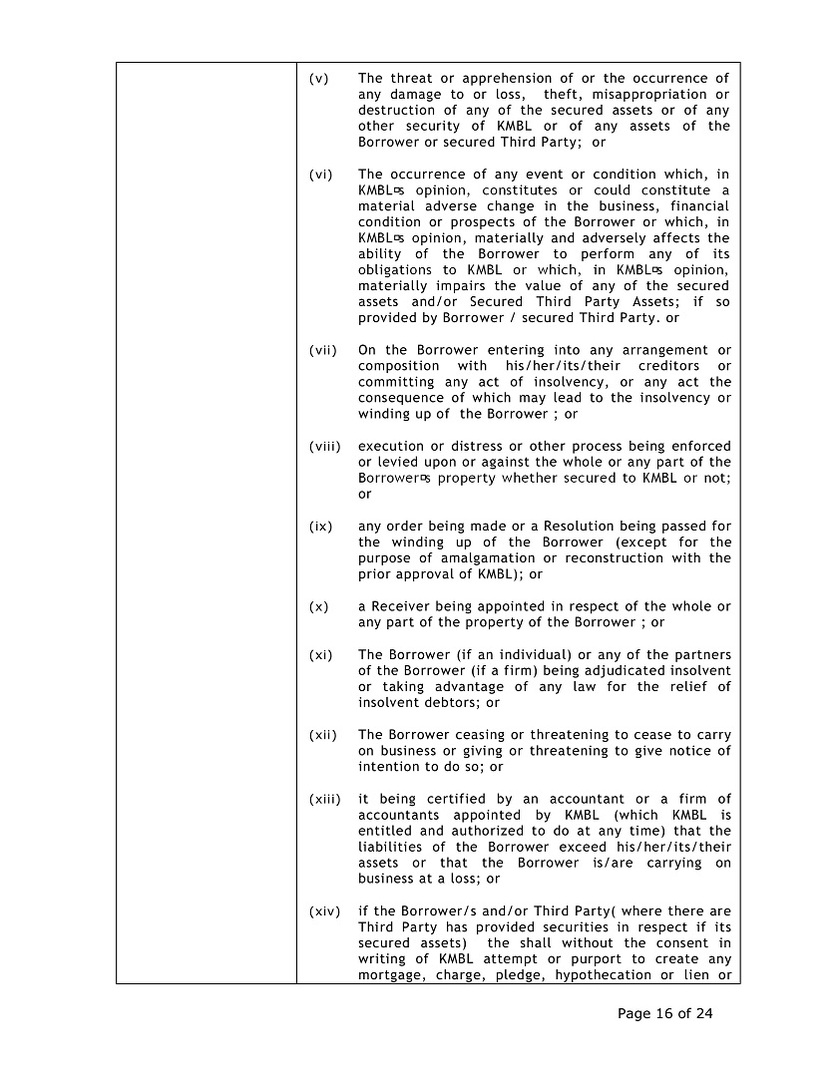 (v) The threat or apprehension of or the occurrence of
any damage to or loss, theft, misappropriation or
destruction of any of the secured assets or of any
other security of KMBL or of any assets of the
Borrower or secured Third Party; or
(vi) The occurrence of any event or condition which, in
KMBL¤s opinion, constitutes or could constitute a
material adverse change in the business, financial
condition or prospects of the Borrower or which, in
KMBL¤s opinion, materially and adversely affects the
ability of the Borrower to perform any of its
obligations to KMBL or which, in KMBL¤s opinion,
materially impairs the value of any of the secured
assets and/or Secured Third Party Assets; if so
provided by Borrower / secured Third Party. or
(vii) On the Borrower entering into any arrangement or
composition with his/her/its/their creditors or
committing any act of insolvency, or any act the
consequence of which may lead to the insolvency or
winding up of the Borrower ; or
(viii) execution or distress or other process being enforced
or levied upon or against the whole or any part of the
Borrower¤s property whether secured to KMBL or not;
or
(ix) any order being made or a Resolution being passed for
the winding up of the Borrower (except for the
purpose of amalgamation or reconstruction with the
prior approval of KMBL); or
(x) a Receiver being appointed in respect of the whole or
any part of the property of the Borrower ; or
(xi) The Borrower (if an individual) or any of the partners
of the Borrower (if a firm) being adjudicated insolvent
or taking advantage of any law for the relief of
insolvent debtors; or
(xii) The Borrower ceasing or threatening to cease to carry
on business or giving or threatening to give notice of
intention to do so; or
(xiii) it being certified by an accountant or a firm of
accountants appointed by KMBL (which KMBL is
entitled and authorized to do at any time) that the
liabilities of the Borrower exceed his/her/its/their
assets or that the Borrower is/are carrying on
business at a loss; or
(xiv) if the Borrower/s and/or Third Party( where there are
Third Party has provided securities in respect if its
secured assets) the shall without the consent in
writing of KMBL attempt or purport to create any
mortgage, charge, pledge, hypothecation or lien or
Page 16 of 24